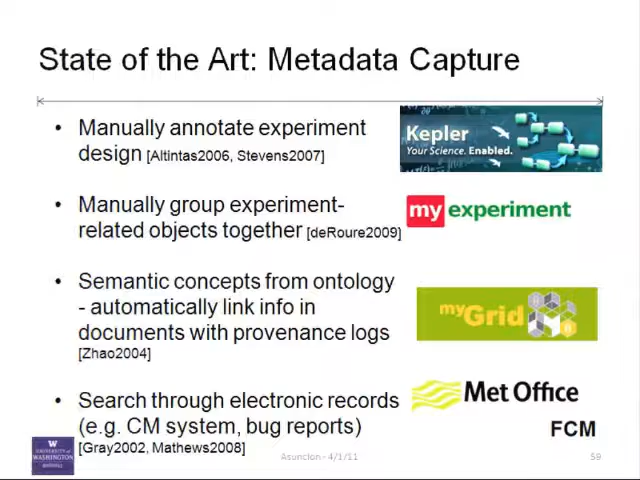 State of the Art: Metadata Capture
• Manually annotate experiment
design [Altintas2006, Stevens2007]
Kepler
Your Science. Enabled.
• Manually group experiment-
related objects together [deRoure2009]
my experiment
• Semantic concepts from ontology
- automatically link info in
documents with provenance logs
[Zhao2004]
myGrid
• Search through electronic records
(e.g. CM system, bug reports)
[Gray2002, Mathews2008]
Met Office
FCM
W
UNIVERSITY OF
WASHINGTON
Asuncion - 4/1/11
59